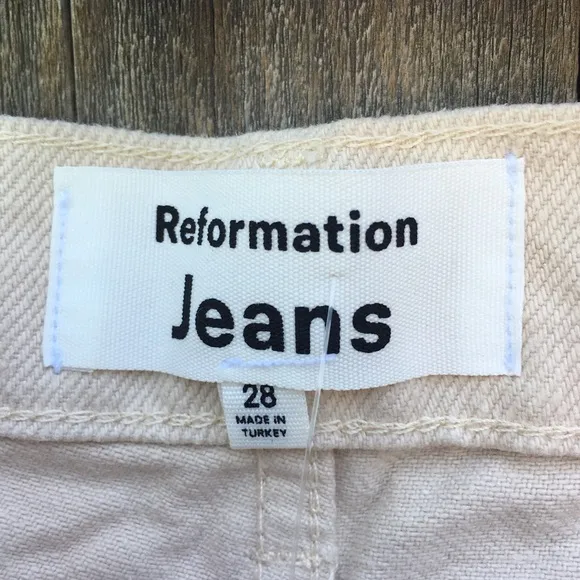 Reformation
Jeans
28
MADE IN
TURKEY